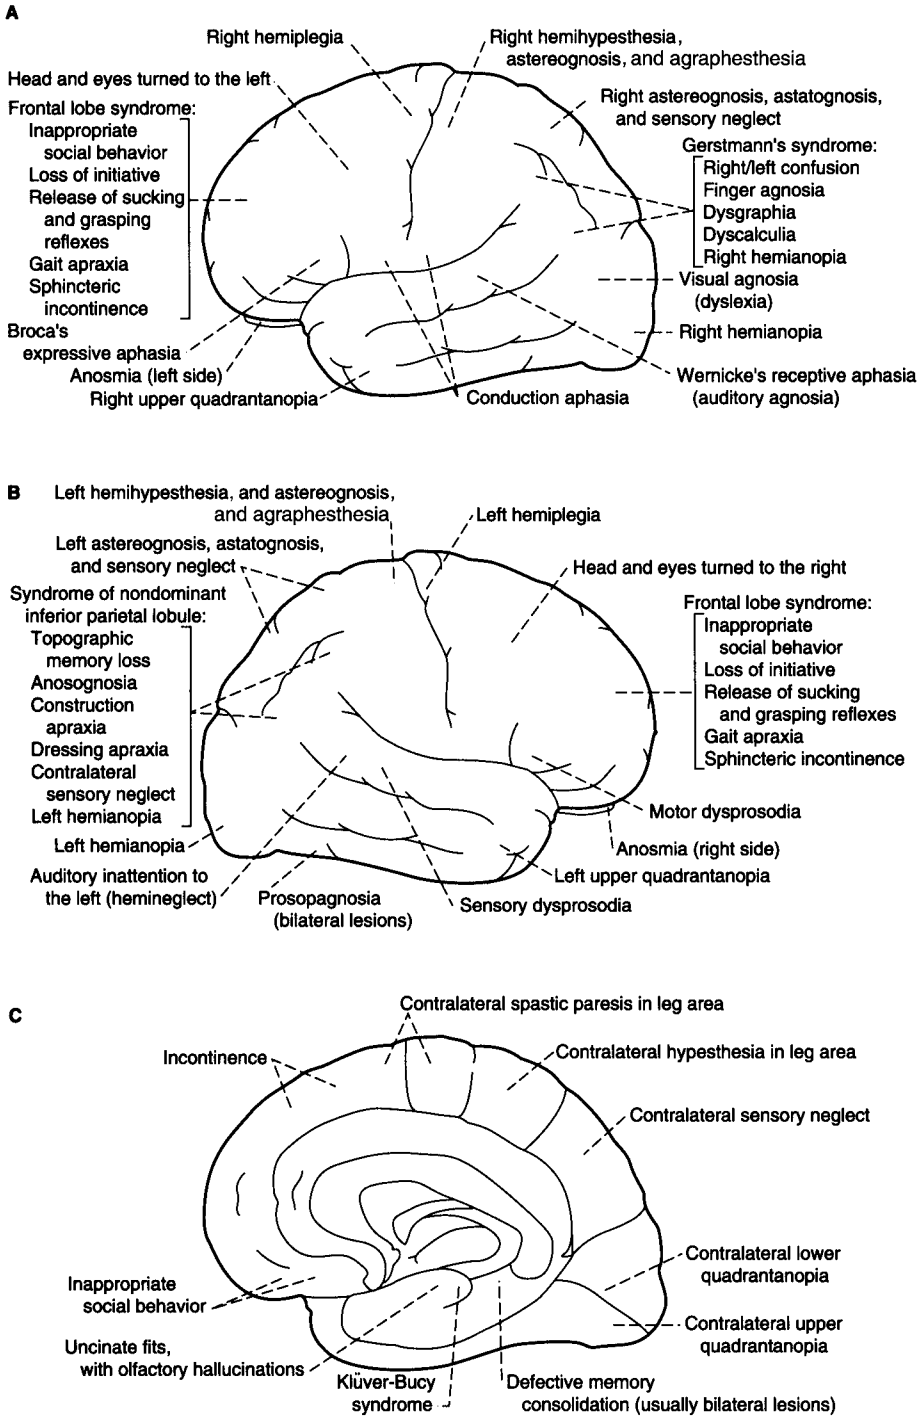 A
Right hemiplegia
Right hemihypesthesia,
astereognosis, and agraphesthesia
Head and eyes turned to the left
Right astereognosis, astatognosis,
and sensory neglect
Frontal lobe syndrome:
Inappropriate
social behavior
Loss of initiative
Release of sucking
and grasping
reflexes
Gait apraxia
Sphincteric
incontinence
Gerstmann's syndrome:
Right/left confusion
Finger agnosia
Dysgraphia
Dyscalculia
Right hemianopia
Visual agnosia
(dyslexia)
Right hemianopia
Broca's
expressive aphasia
Anosmia (left side)
Right upper quadrantanopia
Conduction aphasia
Wernicke's receptive aphasia
(auditory agnosia)
B
Left hemihypesthesia, and astereognosis,
and agraphesthesia
Left hemiplegia
Left astereognosis, astatognosis,
and sensory neglect
Head and eyes turned to the right
Syndrome of nondominant
inferior parietal lobule:
Topographic
memory loss
Anosognosia
Construction
apraxia
Dressing apraxia
Contralateral
sensory neglect
Left hemianopia
Frontal lobe syndrome:
Inappropriate
social behavior
Loss of initiative
Release of sucking
and grasping reflexes
Gait apraxia
Sphincteric incontinence
Motor dysprosodia
Left hemianopia
Anosmia (right side)
Auditory inattention to
the left (hemineglect)
Left upper quadrantanopia
Prosopagnosia
(bilateral lesions)
Sensory dysprosodia
C
Contralateral spastic paresis in leg area
Incontinence
Contralateral hypesthesia in leg area
Contralateral sensory neglect
Contralateral lower
quadrantanopia
Inappropriate
social behavior
Contralateral upper
quadrantanopia
Uncinate fits,
with olfactory hallucinations
Klüver-Bucy
syndrome
Defective memory
consolidation (usually bilateral lesions)